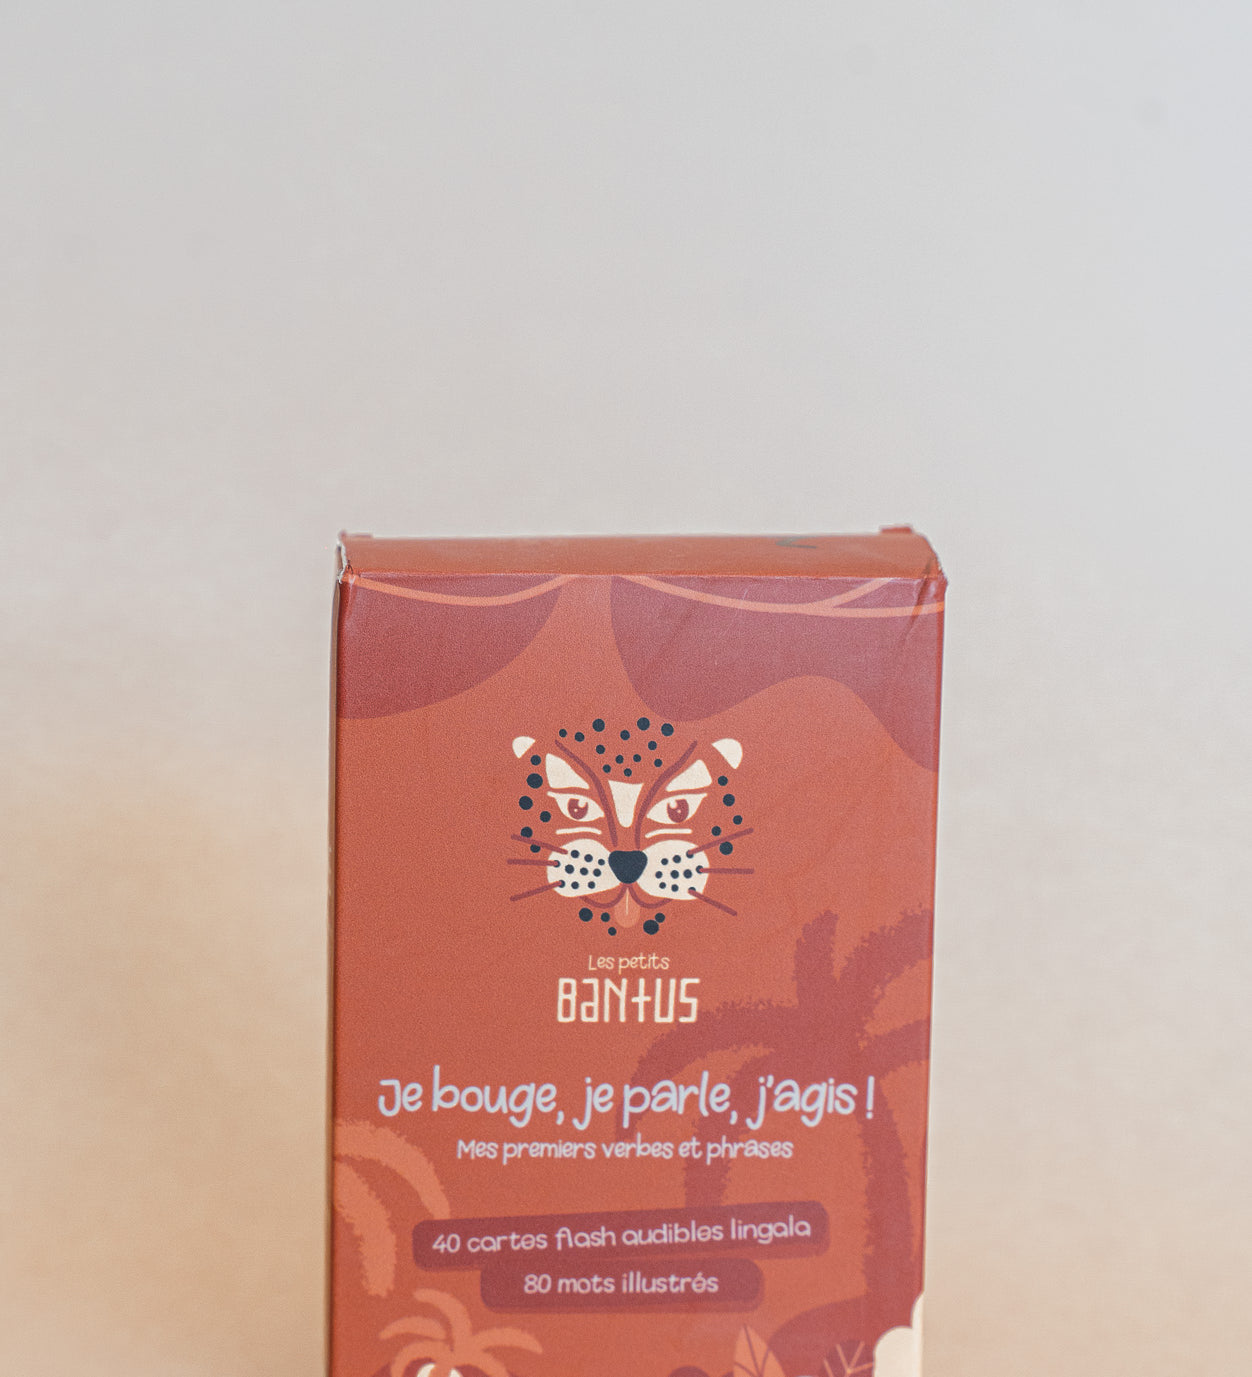 Les petits
BANTUS
Je bouge, je parle, j'agis !
Mes premiers verbes et phrases
40 cartes flash audibles lingala
80 mots illustrés